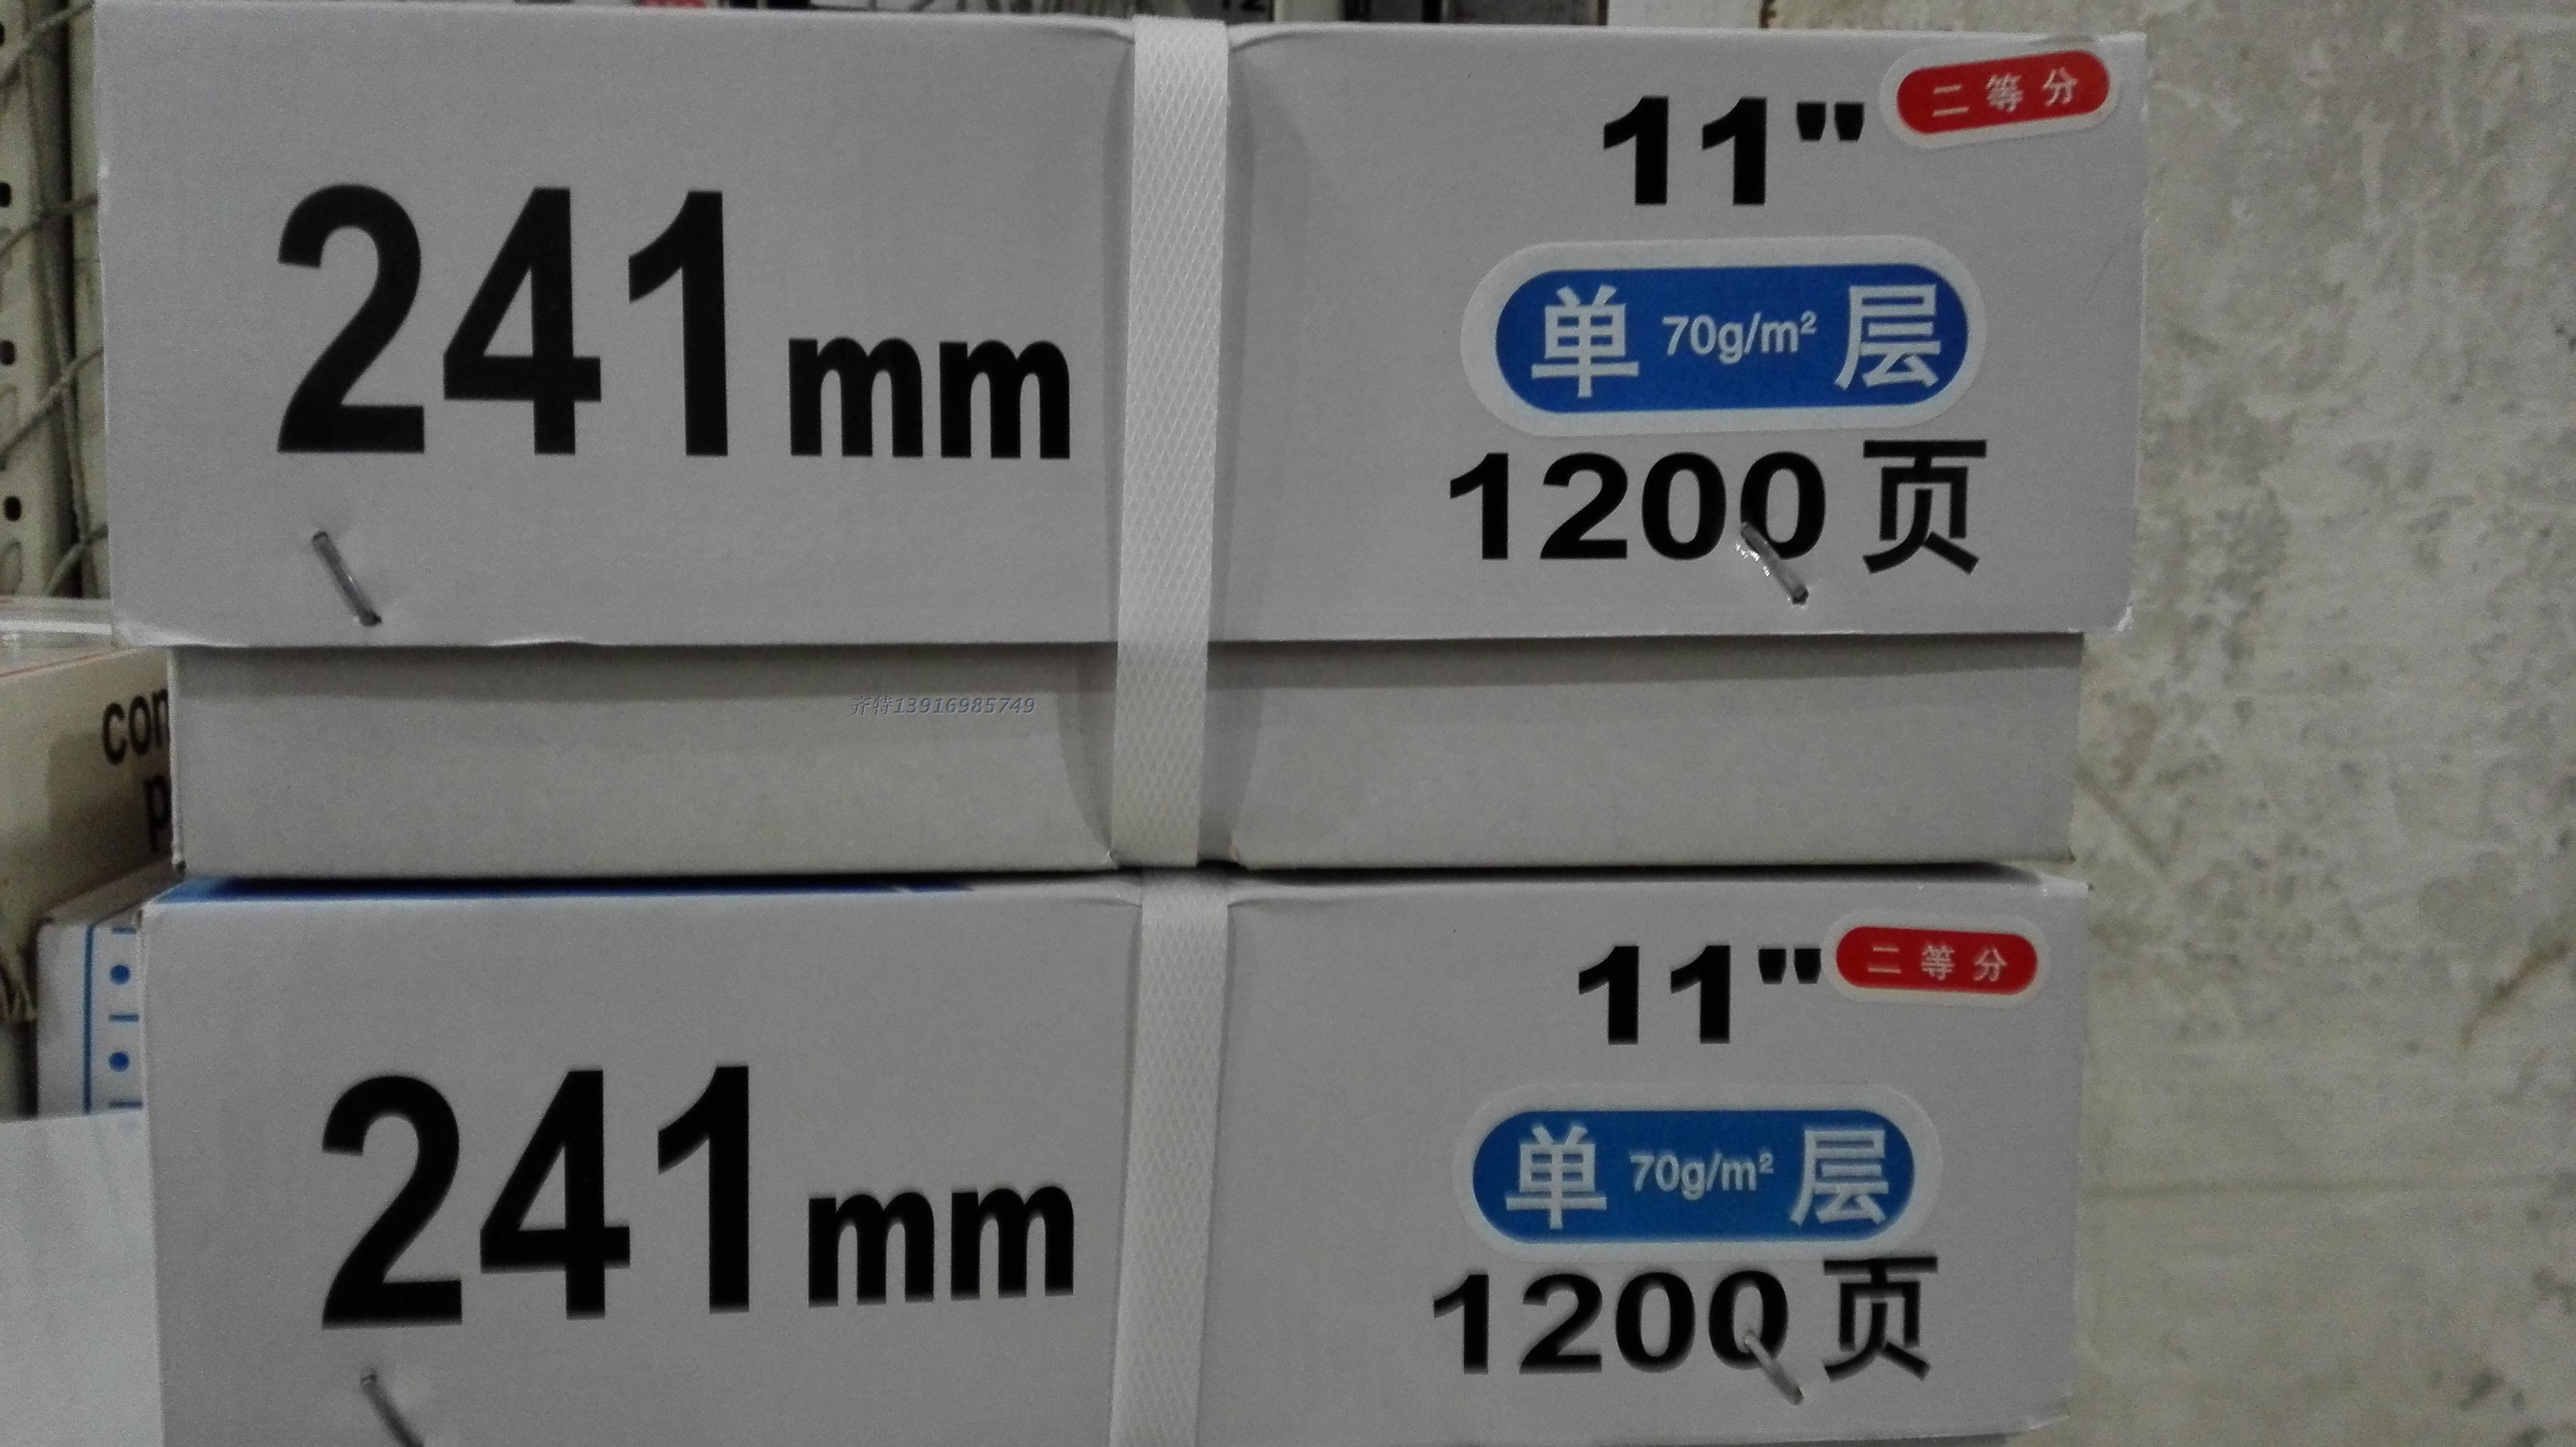 241mm
11"
二等分
单 70g/m² 层
1200页
齐特13916985749
com
p
241mm
11"
二等分
单 70g/m² 层
1200页